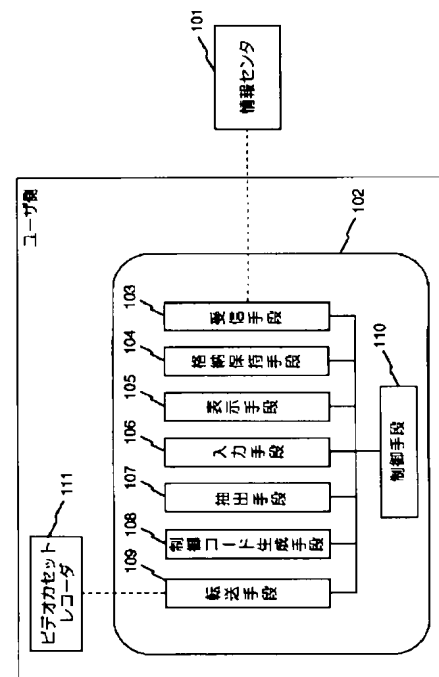 ユーザ側
101
情報センタ
102
103
受信手段
104
格納保持手段
105
表示手段
106
入力手段
107
抽出手段
108
制御コード生成手段
109
転送手段
110
制御手段
111
ビデオカセット
レコーダ